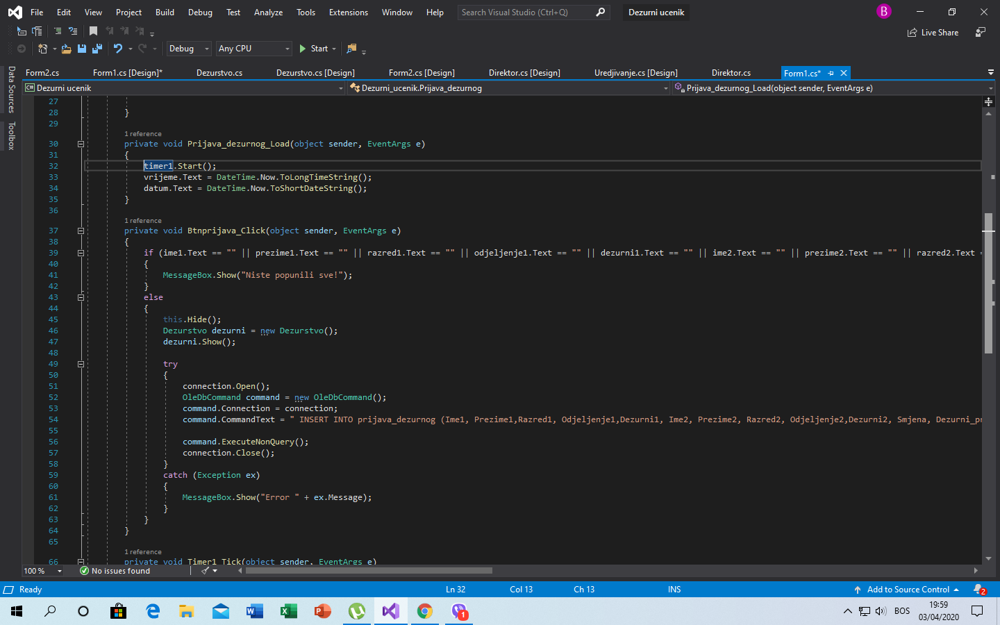 File Edit View Project Build Debug Test Analyze Tools Extensions Window Help Search Visual Studio (Ctrl+Q) Dezurni ucenik B
Live Share
Debug Any CPU Start
Form2.cs Form1.cs [Design]* Dezurstvo.cs Dezurstvo.cs [Design] Form2.cs [Design] Direktor.cs [Design] Uredjivanje.cs [Design] Direktor.cs Form1.cs*
Data Sources
Toolbox
C# Dezurni ucenik Dezurni_ucenik.Prijava_dezurnog Prijava_dezurnog_Load(object sender, EventArgs e)
27
28 }
29
1 reference
30 private void Prijava_dezurnog_Load(object sender, EventArgs e)
31 {
32 timer1.Start();
33 vrijeme.Text = DateTime.Now.ToLongTimeString();
34 datum.Text = DateTime.Now.ToShortDateString();
35 }
36
1 reference
37 private void Btnprijava_Click(object sender, EventArgs e)
38 {
39 if (ime1.Text == "" || prezime1.Text == "" || razred1.Text == "" || odjeljenje1.Text == "" || dezurni1.Text == "" || ime2.Text == "" || prezime2.Text == "" || razred2.Text =
40 {
41 MessageBox.Show("Niste popunili sve!");
42 }
43 else
44 {
45 this.Hide();
46 Dezurstvo dezurni = new Dezurstvo();
47 dezurni.Show();
48
49 try
50 {
51 connection.Open();
52 OleDbCommand command = new OleDbCommand();
53 command.Connection = connection;
54 command.CommandText = " INSERT INTO prijava_dezurnog (Ime1, Prezime1,Razred1, Odjeljenje1,Dezurni1, Ime2, Prezime2, Razred2, Odjeljenje2,Dezurni2, Smjena, Dezurni_pr
55
56 command.ExecuteNonQuery();
57 connection.Close();
58 }
59 catch (Exception ex)
60 {
61 MessageBox.Show("Error " + ex.Message);
62 }
63 }
64 }
65
1 reference
66 private void Timer1_Tick(object sender, EventArgs e)
100 % No issues found
Ready Ln 32 Col 13 Ch 13 INS Add to Source Control 2
1 BOS 19:59
03/04/2020